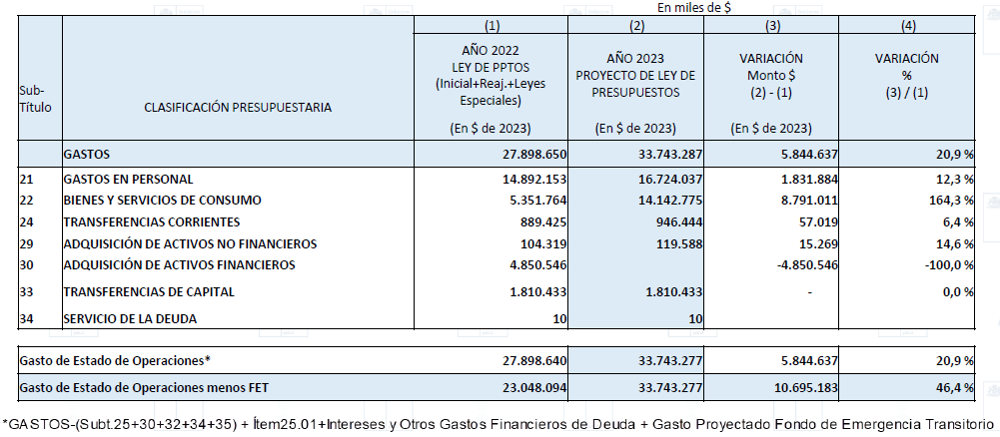 En miles de $
(1) (2) (3) (4)
Sub-Título CLASIFICACIÓN PRESUPUESTARIA AÑO 2022 LEY DE PPTOS (Inicial+Reaj.+Leyes Especiales) (En $ de 2023) AÑO 2023 PROYECTO DE LEY DE PRESUPUESTOS (En $ de 2023) VARIACIÓN Monto $ (2) - (1) (En $ de 2023) VARIACIÓN % (3) / (1)
GASTOS 27.898.650 33.743.287 5.844.637 20,9 %
21 GASTOS EN PERSONAL 14.892.153 16.724.037 1.831.884 12,3 %
22 BIENES Y SERVICIOS DE CONSUMO 5.351.764 14.142.775 8.791.011 164,3 %
24 TRANSFERENCIAS CORRIENTES 889.425 946.444 57.019 6,4 %
29 ADQUISICIÓN DE ACTIVOS NO FINANCIEROS 104.319 119.588 15.269 14,6 %
30 ADQUISICIÓN DE ACTIVOS FINANCIEROS 4.850.546 -4.850.546 -100,0 %
33 TRANSFERENCIAS DE CAPITAL 1.810.433 1.810.433 - 0,0 %
34 SERVICIO DE LA DEUDA 10 10
Gasto de Estado de Operaciones* 27.898.640 33.743.277 5.844.637 20,9 %
Gasto de Estado de Operaciones menos FET 23.048.094 33.743.277 10.695.183 46,4 %
*GASTOS-(Subt.25+30+32+34+35) + Ítem25.01+Intereses y Otros Gastos Financieros de Deuda + Gasto Proyectado Fondo de Emergencia Transitorio